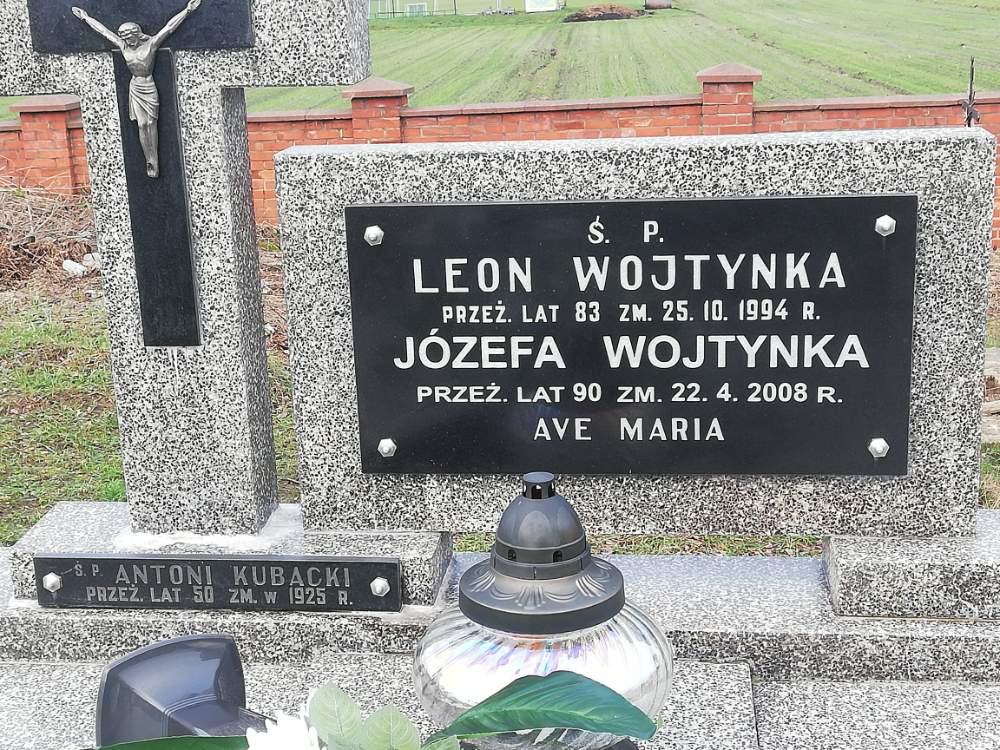 Ś. P.
LEON WOJTYNKA
PRZEŻ. LAT 83 ZM. 25. 10. 1994 R.
JÓZEFA WOJTYNKA
PRZEŻ. LAT 90 ZM. 22. 4. 2008 R.
AVE MARIA
Ś. P. ANTONI KUBACKI
PRZEŻ. LAT 50 ZM. W 1925 R.